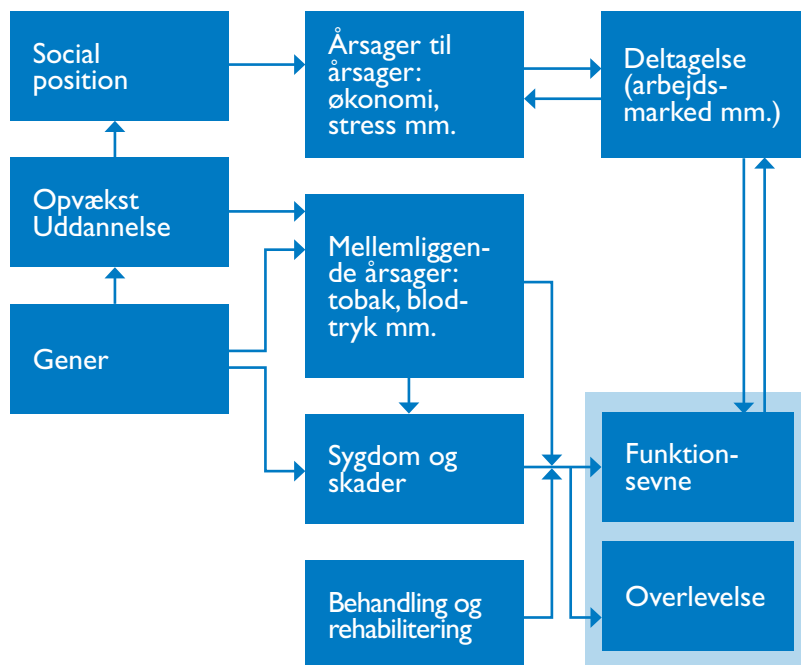 Social
position
Årsager til
årsager:
økonomi,
stress mm.
Deltagelse
(arbejds-
marked mm.)
Opvækst
Uddannelse
Mellemliggen-
de årsager:
tobak, blod-
tryk mm.
Gener
Sygdom og
skader
Funktion-
sevne
Behandling og
rehabilitering
Overlevelse